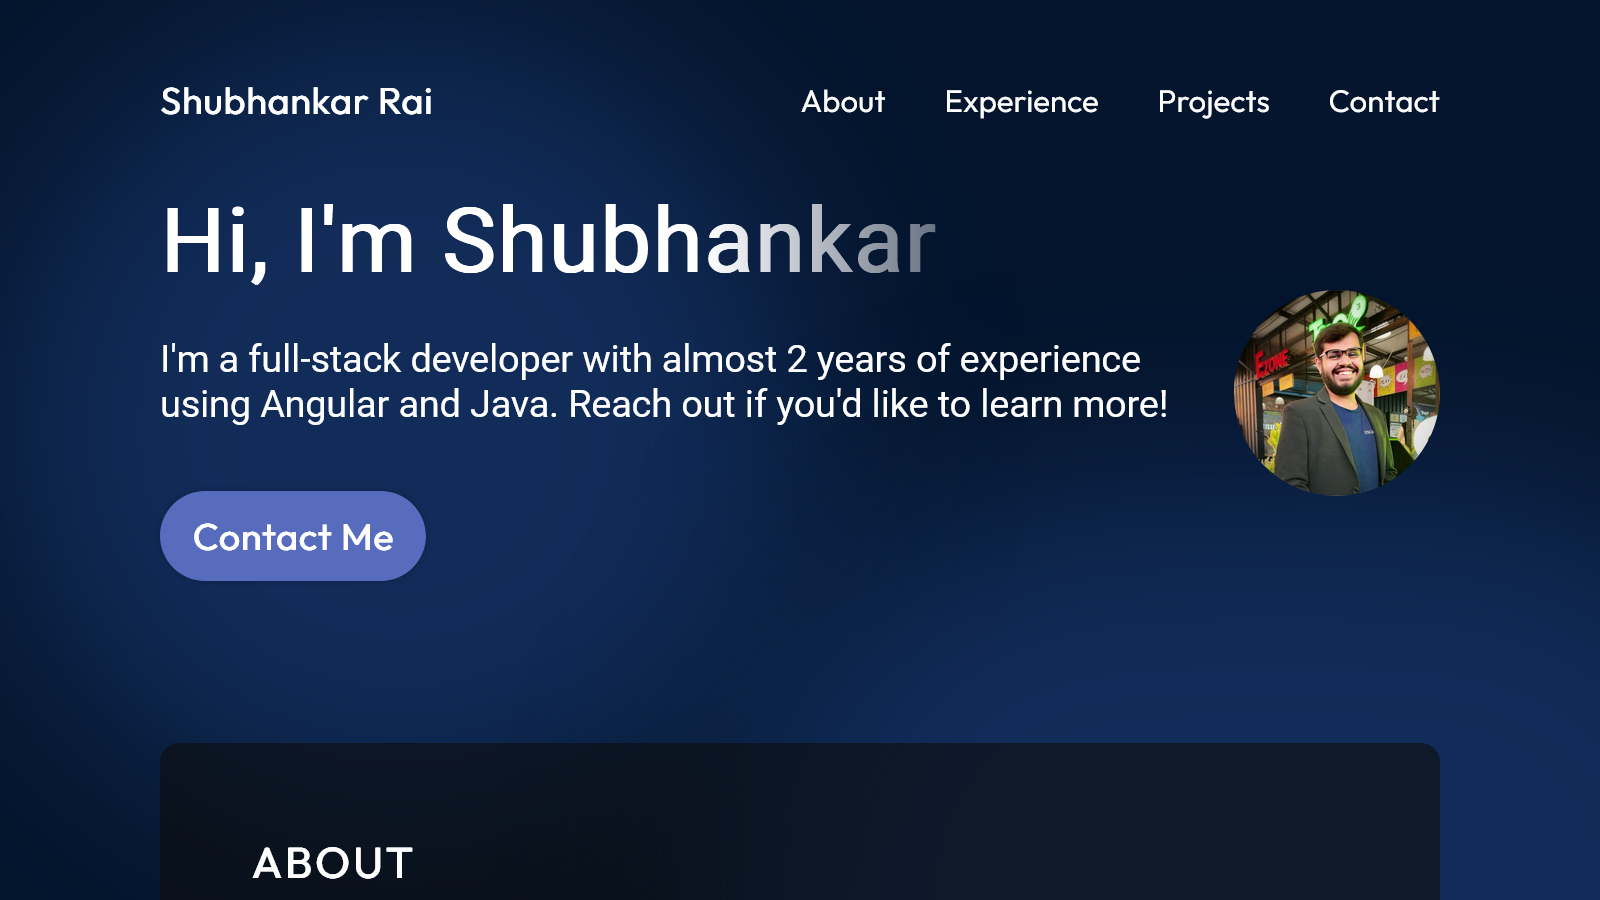 Shubhankar Rai
About Experience Projects Contact
Hi, I'm Shubhankar
I'm a full-stack developer with almost 2 years of experience
using Angular and Java. Reach out if you'd like to learn more!
EZONE
Contact Me
ABOUT